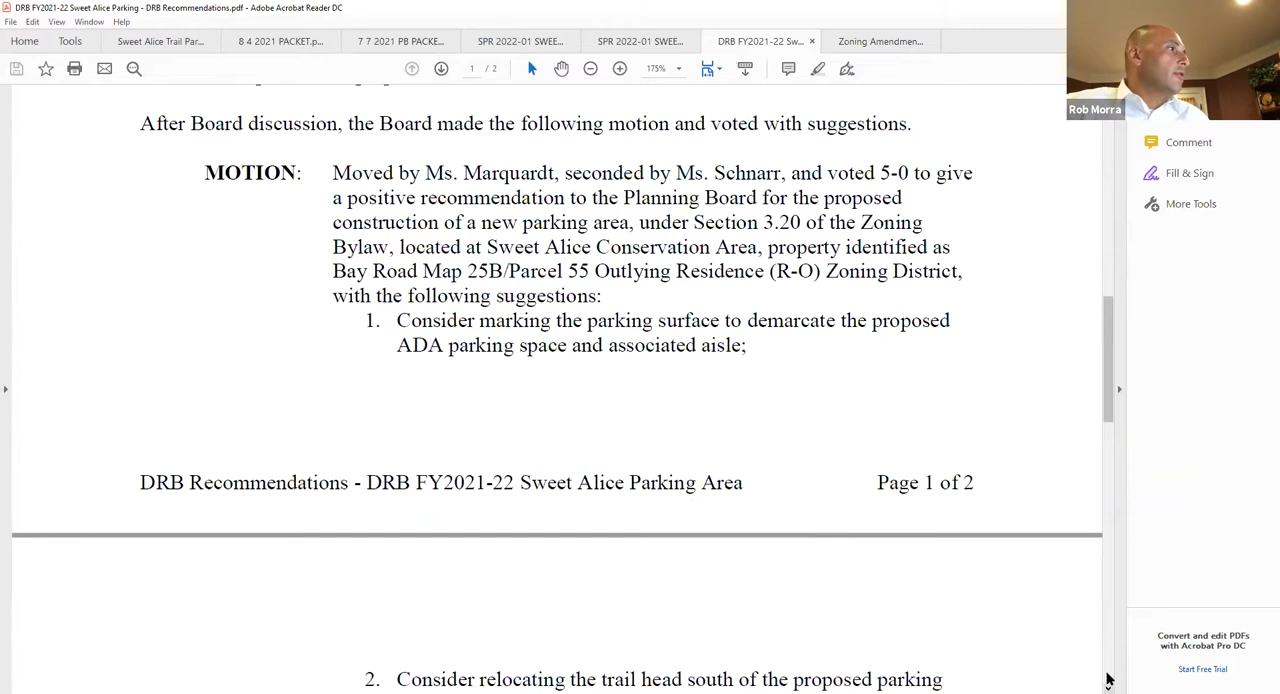 DRB FY2021-22 Sweet Alice Parking - DRB Recommendations.pdf - Adobe Acrobat Reader DC
File Edit View Window Help
Home Tools Sweet Alice Trail Par... 8 4 2021 PACKET.p... 7 7 2021 PB PACKE... SPR 2022-01 SWEE... SPR 2022-01 SWEE... DRB FY2021-22 Sw... × Zoning Amendmen...
1 / 2 175%
Rob Morra
Comment
Fill & Sign
More Tools
After Board discussion, the Board made the following motion and voted with suggestions.
MOTION: Moved by Ms. Marquardt, seconded by Ms. Schnarr, and voted 5-0 to give
a positive recommendation to the Planning Board for the proposed
construction of a new parking area, under Section 3.20 of the Zoning
Bylaw, located at Sweet Alice Conservation Area, property identified as
Bay Road Map 25B/Parcel 55 Outlying Residence (R-O) Zoning District,
with the following suggestions:
1. Consider marking the parking surface to demarcate the proposed
ADA parking space and associated aisle;
DRB Recommendations - DRB FY2021-22 Sweet Alice Parking Area Page 1 of 2
2. Consider relocating the trail head south of the proposed parking
Convert and edit PDFs
with Acrobat Pro DC
Start Free Trial